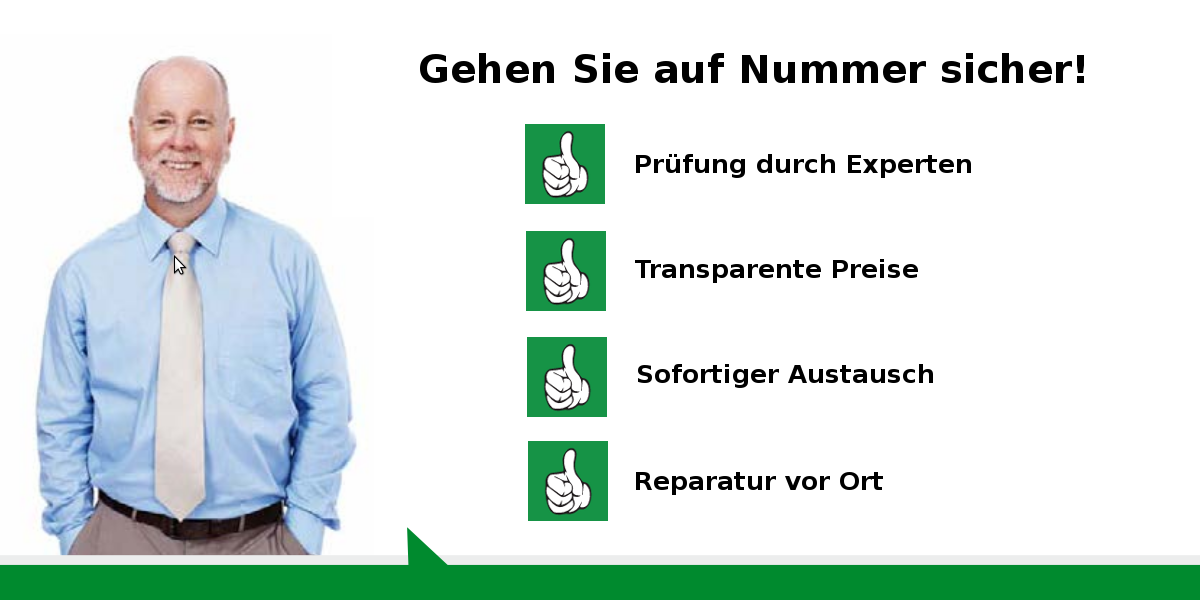 Gehen Sie auf Nummer sicher!
Prüfung durch Experten
Transparente Preise
Sofortiger Austausch
Reparatur vor Ort